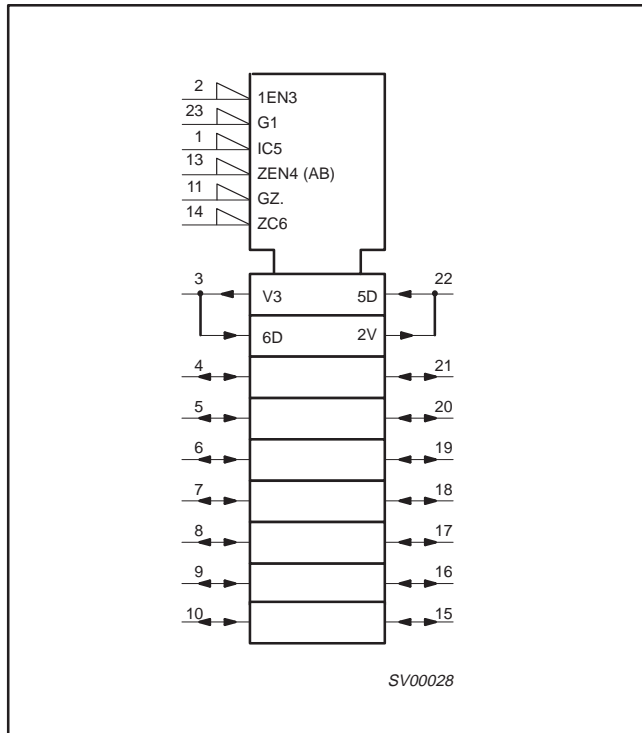 2 1EN3
23 G1
1 IC5
13 ZEN4 (AB)
11 GZ.
14 ZC6
3 V3 5D 22
6D 2V
4 21
5 20
6 19
7 18
8 17
9 16
10 15
SV00028